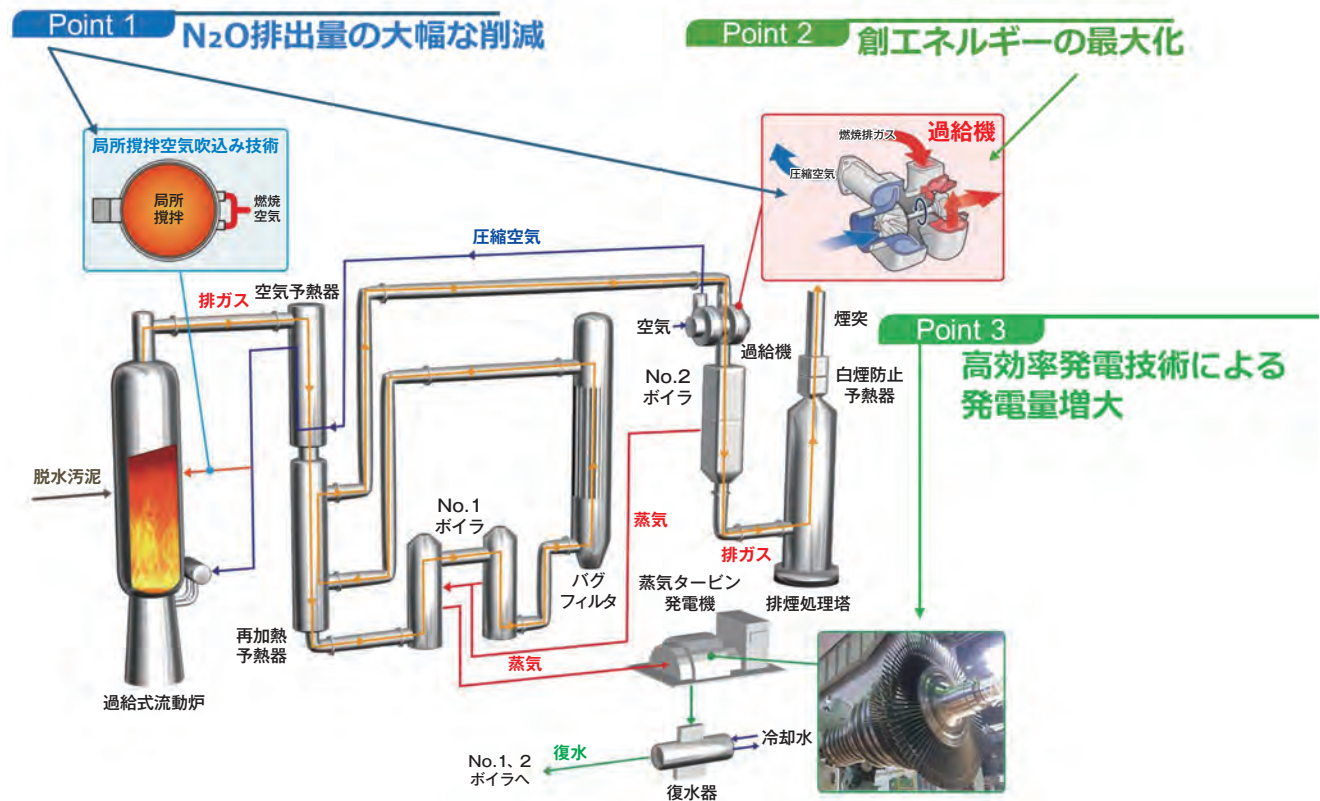 Point 1
N₂O排出量の大幅な削減
Point 2
創エネルギーの最大化
局所撹拌空気吹込み技術
局所
撹拌
燃焼
空気
燃焼排ガス
過給機
圧縮空気
圧縮空気
排ガス
空気予熱器
空気
過給機
煙突
Point 3
高効率発電技術による
発電量増大
No.2
ボイラ
白煙防止
予熱器
脱水汚泥
No.1
ボイラ
蒸気
排ガス
バグ
フィルタ
蒸気タービン
発電機
排煙処理塔
再加熱
予熱器
蒸気
過給式流動炉
冷却水
復水
No.1、2
ボイラへ
復水器